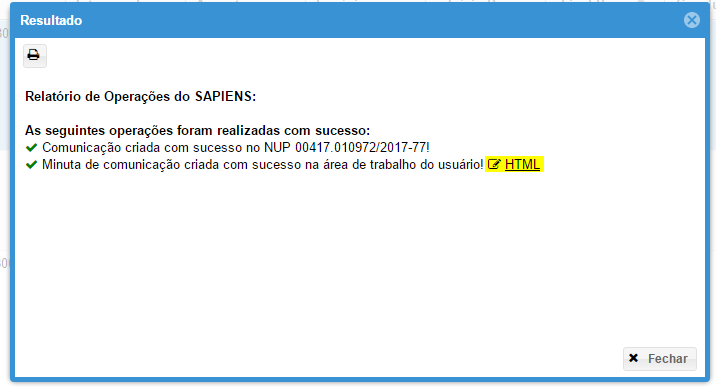 Resultado
Relatório de Operações do SAPIENS:
As seguintes operações foram realizadas com sucesso:
Comunicação criada com sucesso no NUP 00417.010972/2017-77!
Minuta de comunicação criada com sucesso na área de trabalho do usuário! HTML
Fechar